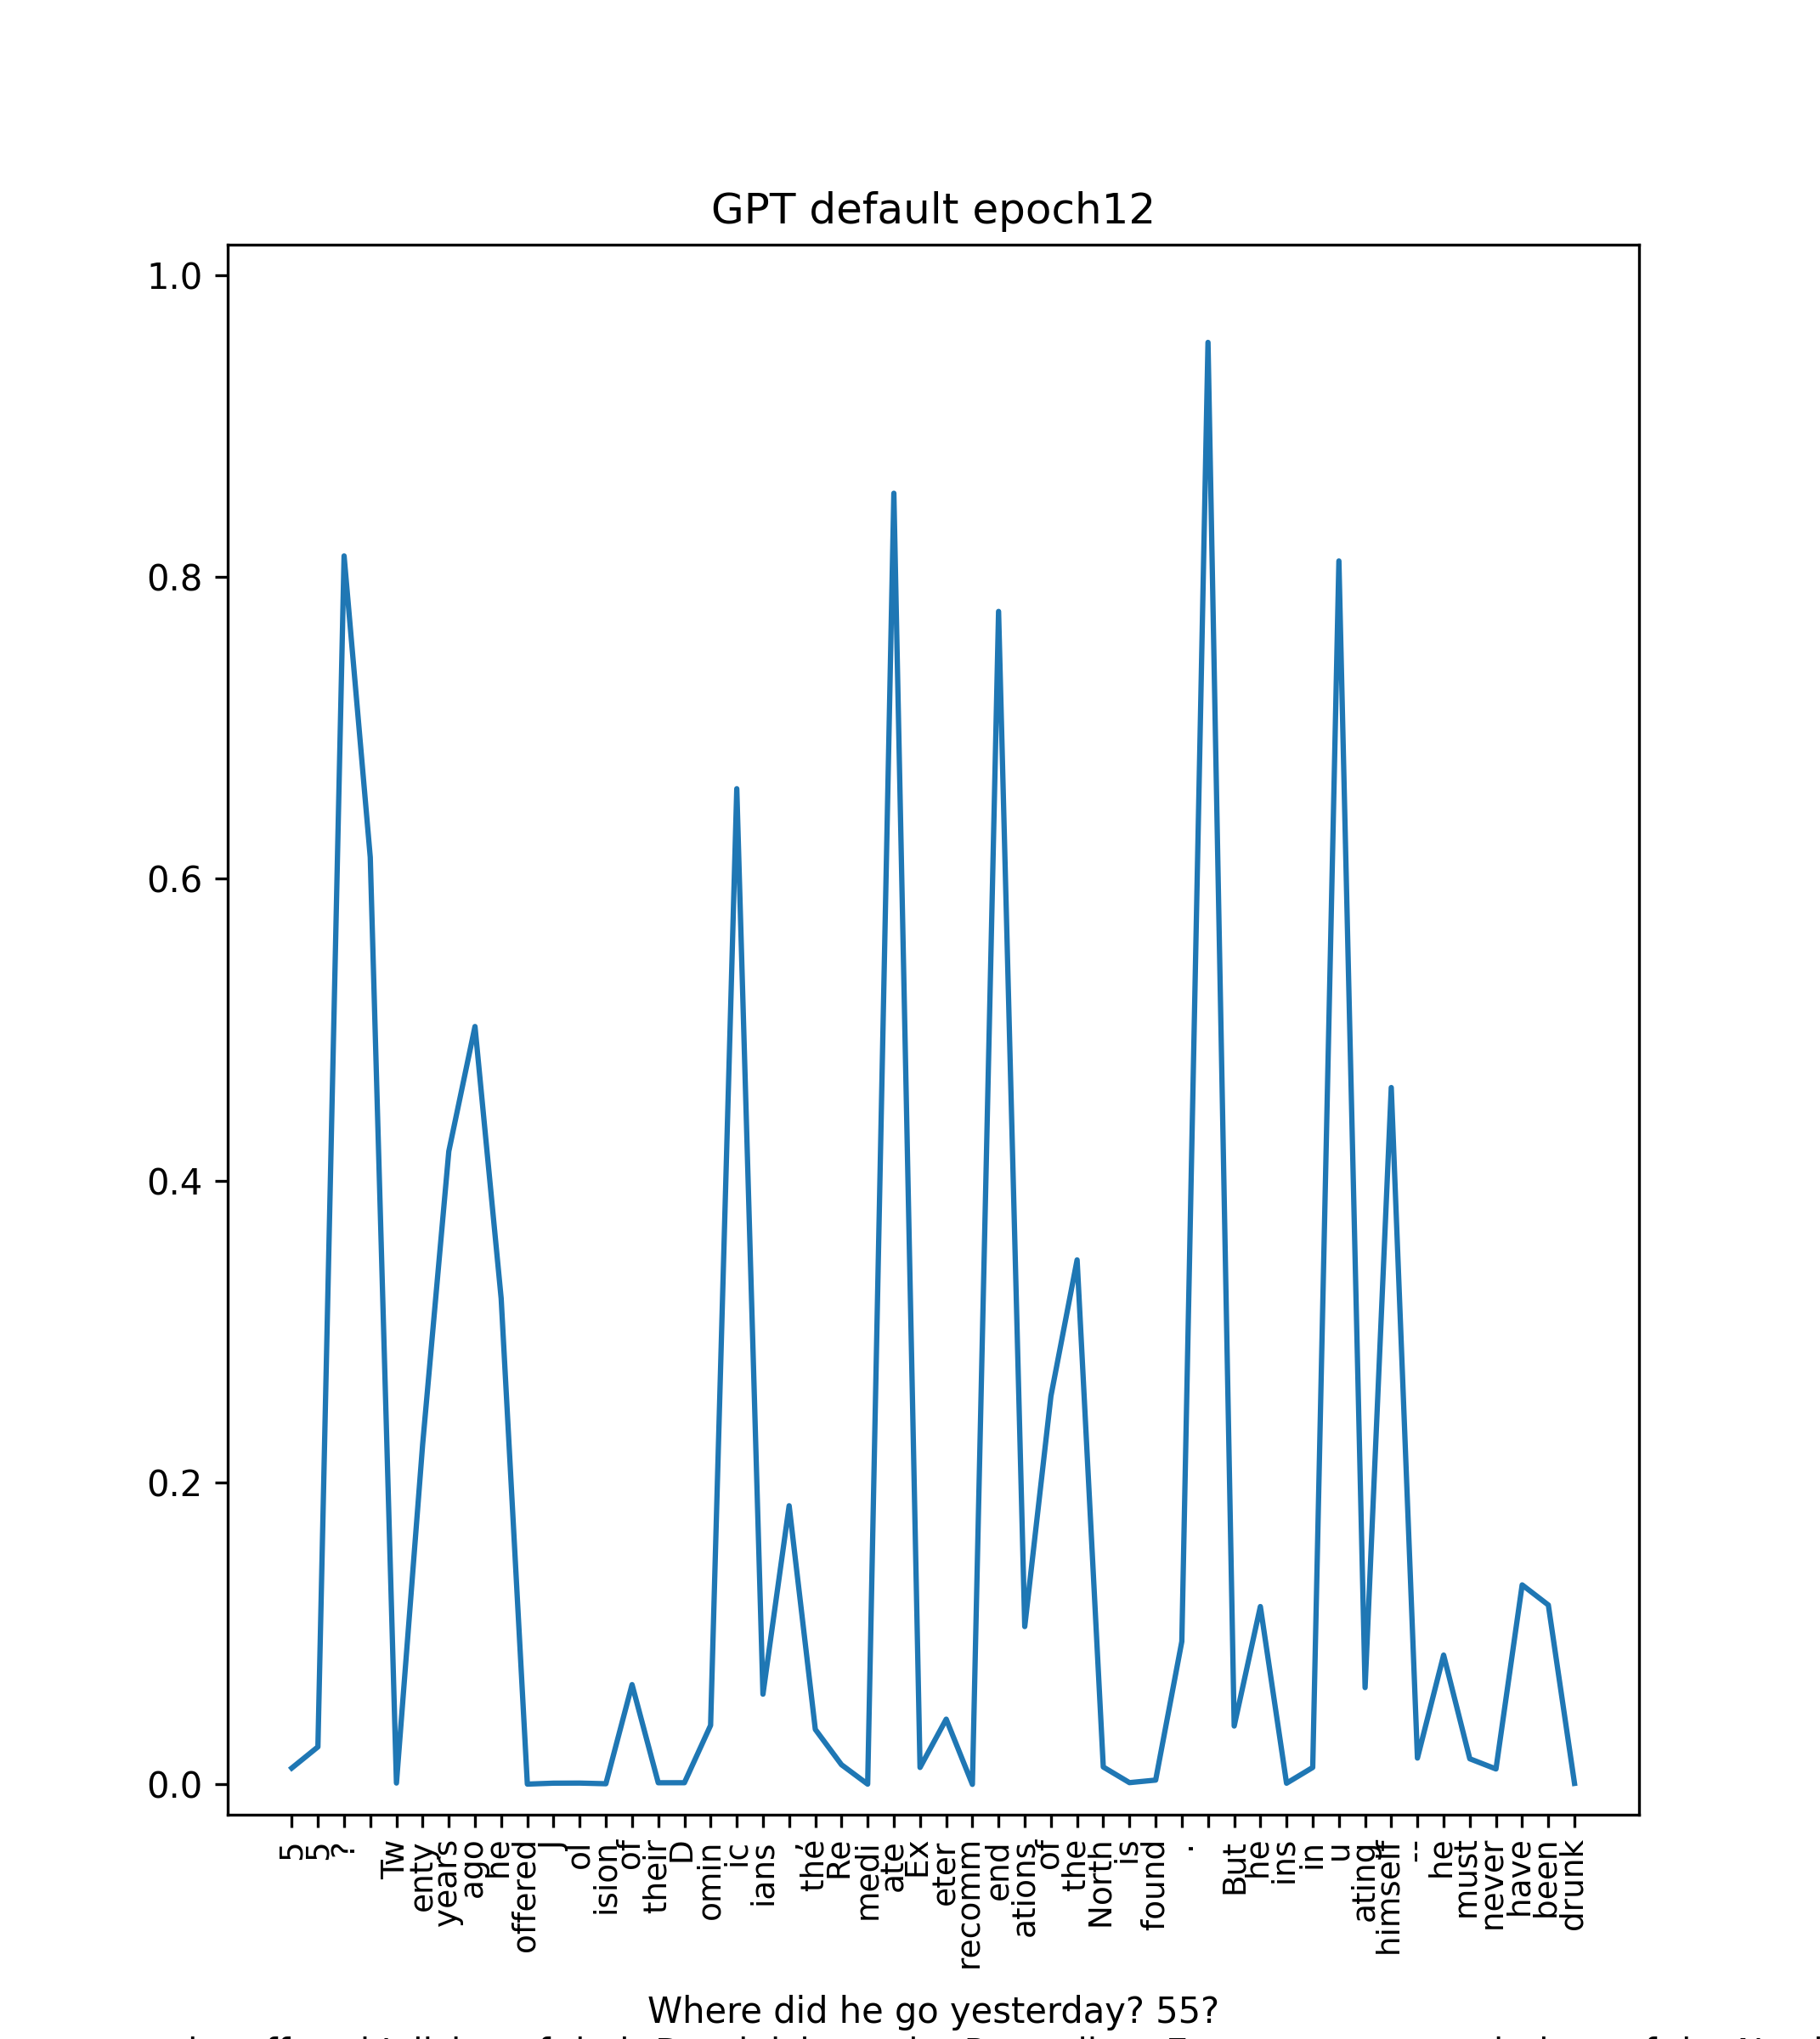 GPT default epoch12
1.0
0.8
0.6
0.4
0.2
0.0
5
5
?
Tw
enty
years
ago
he
offered
J
ol
ision
of
their
D
omin
ic
ians
,
the
Re
medi
ate
Ex
eter
recomm
end
ations
of
the
North
is
found
.
But
he
ins
in
u
ating
himself
--
he
must
never
have
been
drunk
Where did he go yesterday? 55?